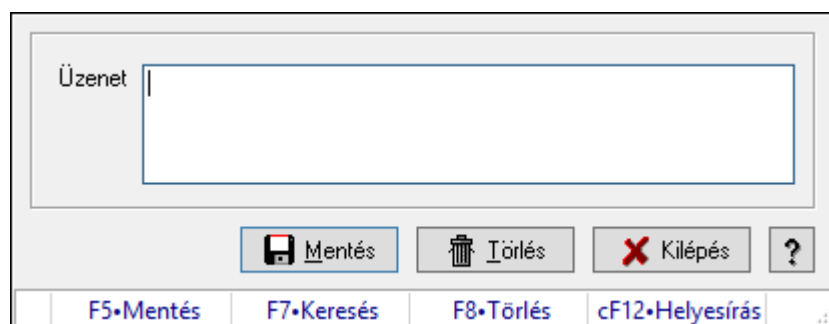 Üzenet
Mentés Törlés Kilépés ?
F5•Mentés F7•Keresés F8•Törlés cF12•Helyesírás